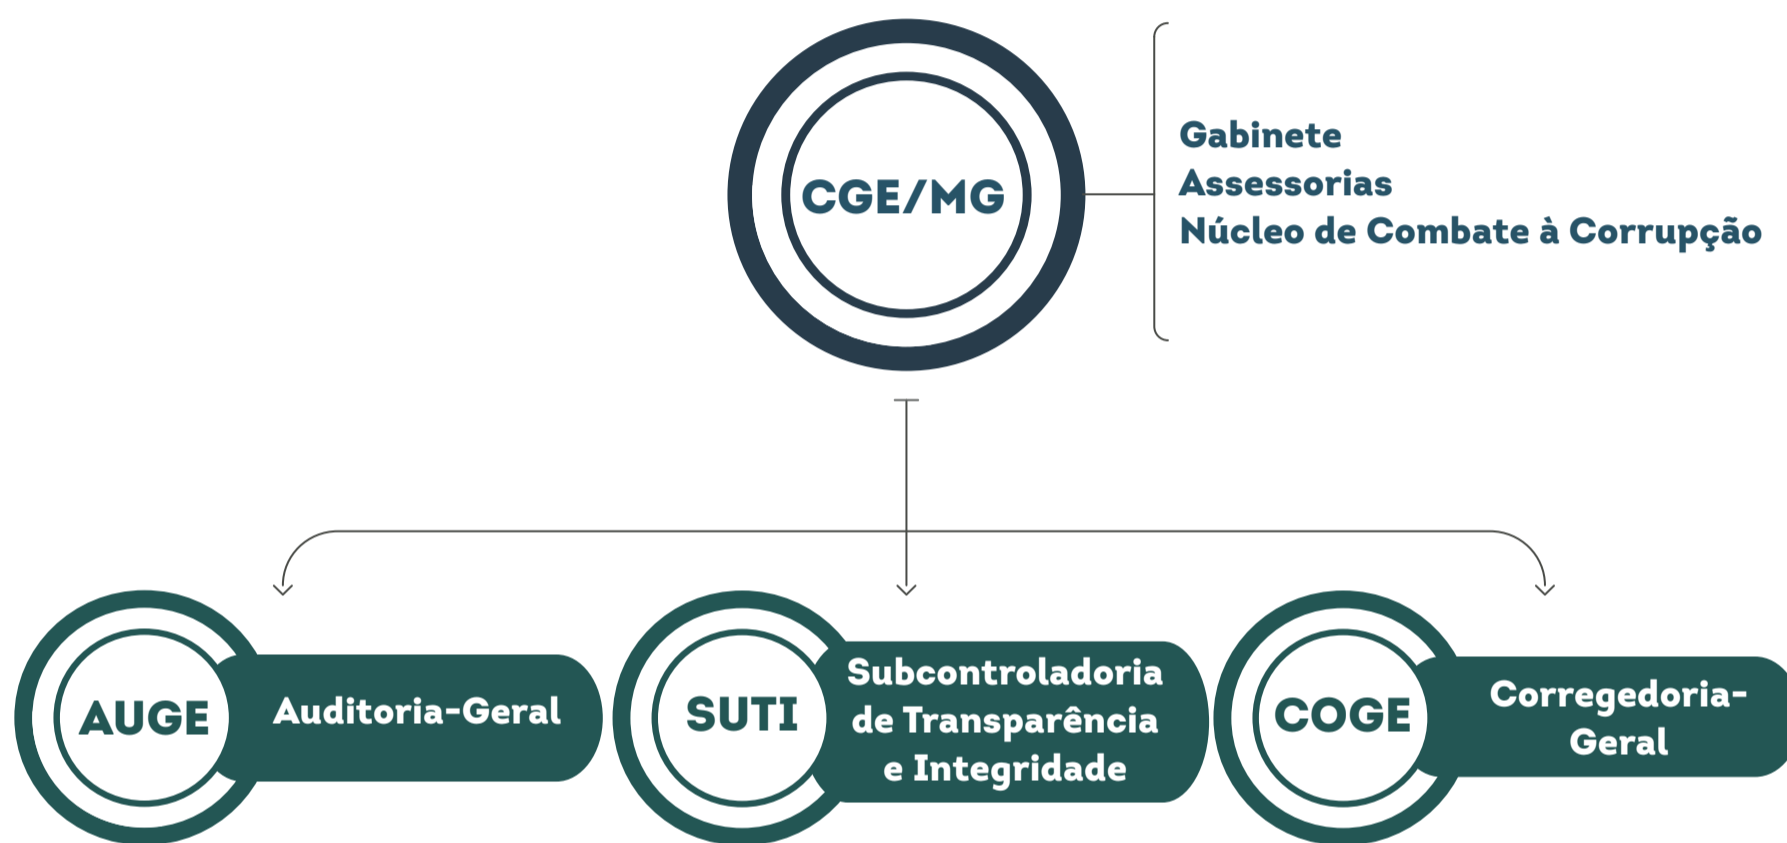 CGE/MG
Gabinete
Assessorias
Núcleo de Combate à Corrupção
AUGE
Auditoria-Geral
SUTI
Subcontroladoria
de Transparência
e Integridade
COGE
Corregedoria-
Geral